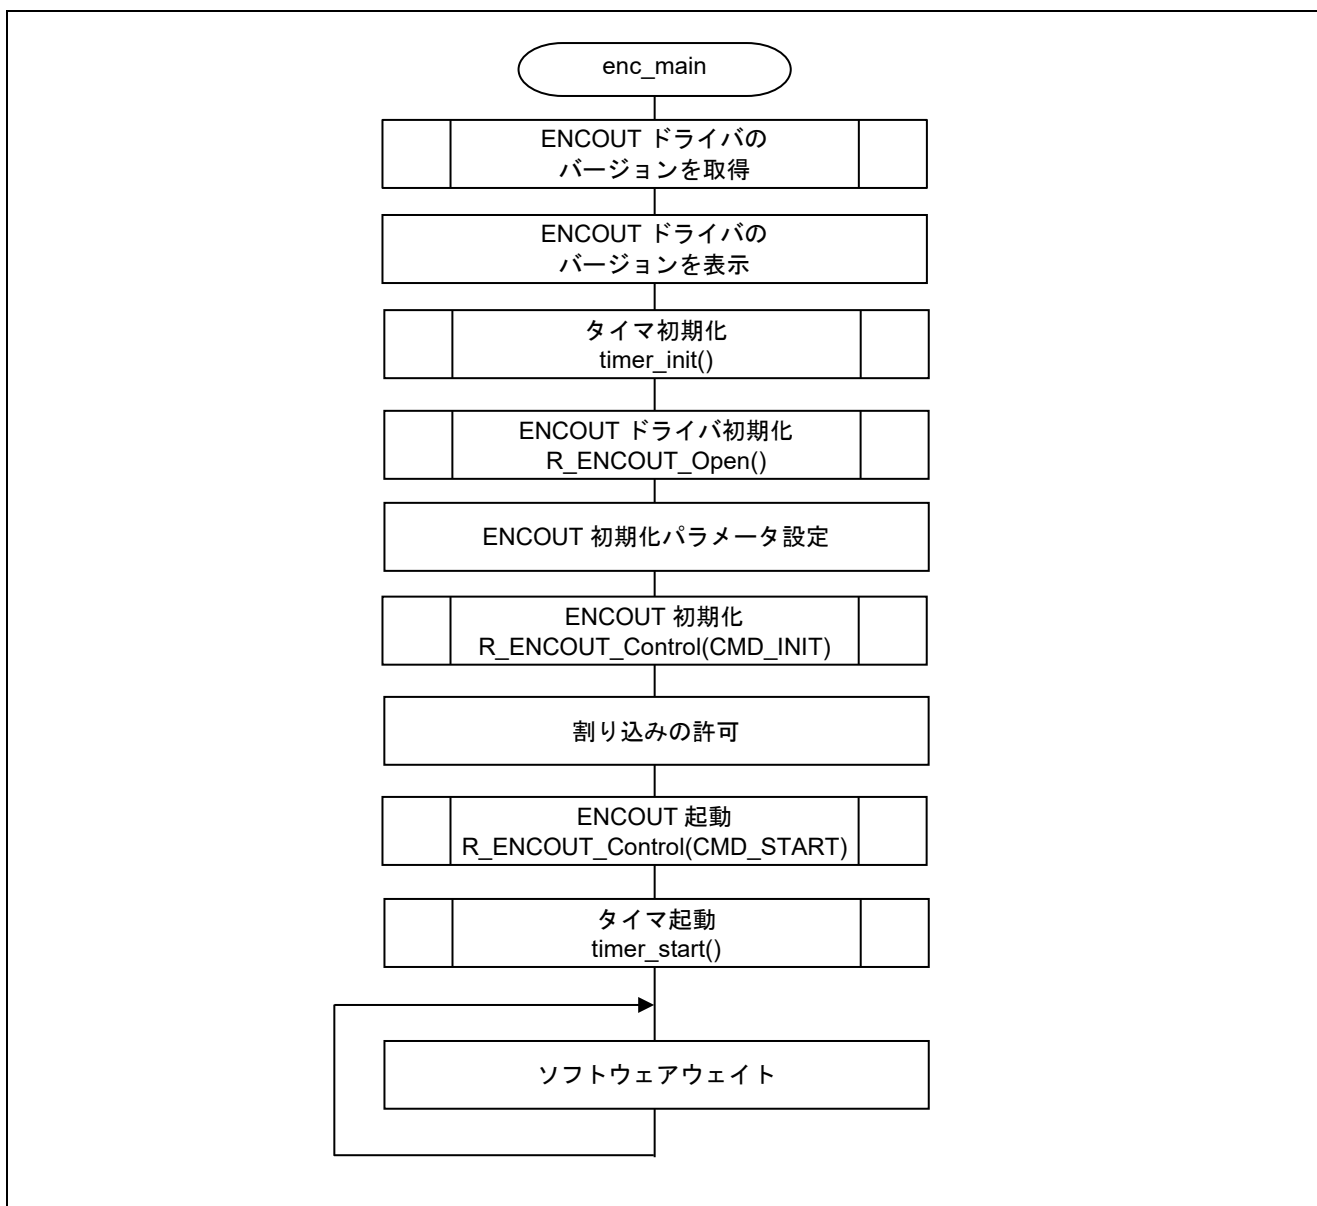 enc_main
ENCOUT ドライバの
バージョンを取得
ENCOUT ドライバの
バージョンを表示
タイマ初期化
timer_init()
ENCOUT ドライバ初期化
R_ENCOUT_Open()
ENCOUT 初期化パラメータ設定
ENCOUT 初期化
R_ENCOUT_Control(CMD_INIT)
割り込みの許可
ENCOUT 起動
R_ENCOUT_Control(CMD_START)
タイマ起動
timer_start()
ソフトウェアウェイト